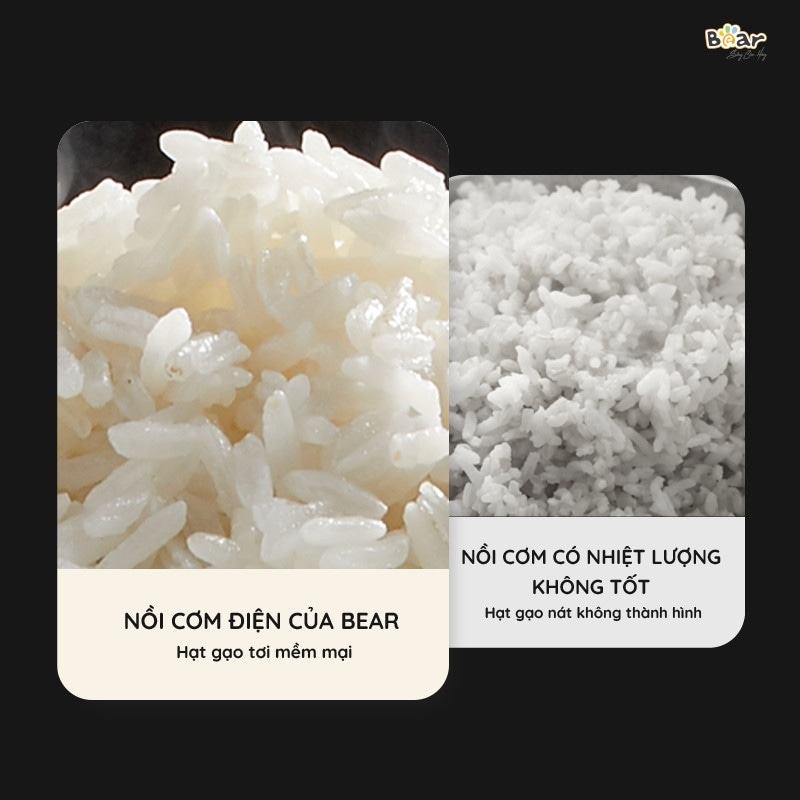 Bear
NỒI CƠM ĐIỆN CỦA BEAR
Hạt gạo tơi mềm mại
NỒI CƠM CÓ NHIỆT LƯỢNG
KHÔNG TỐT
Hạt gạo nát không thành hình